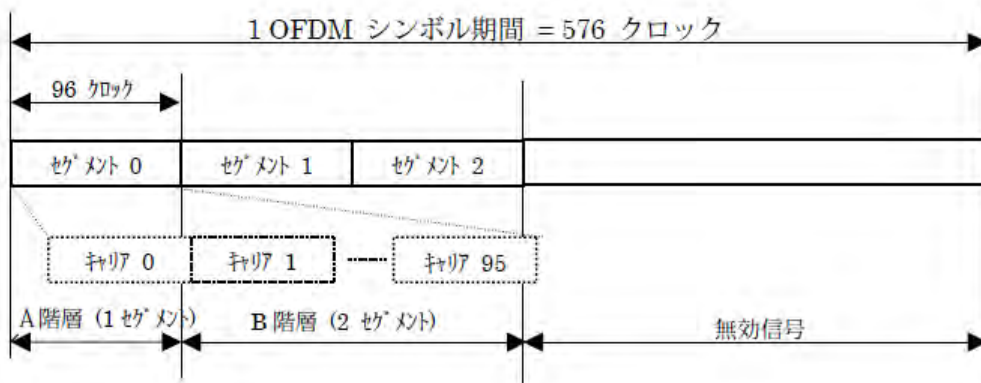 1 OFDM シンボル期間 = 576 クロック
96 ｸﾛｯｸ
ｾｸﾞﾒﾝﾄ 0 ｾｸﾞﾒﾝﾄ 1 ｾｸﾞﾒﾝﾄ 2
ｷｬﾘｱ 0 ｷｬﾘｱ 1 ｷｬﾘｱ 95
A階層 (1 ｾｸﾞﾒﾝﾄ) B階層 (2 ｾｸﾞﾒﾝﾄ) 無効信号